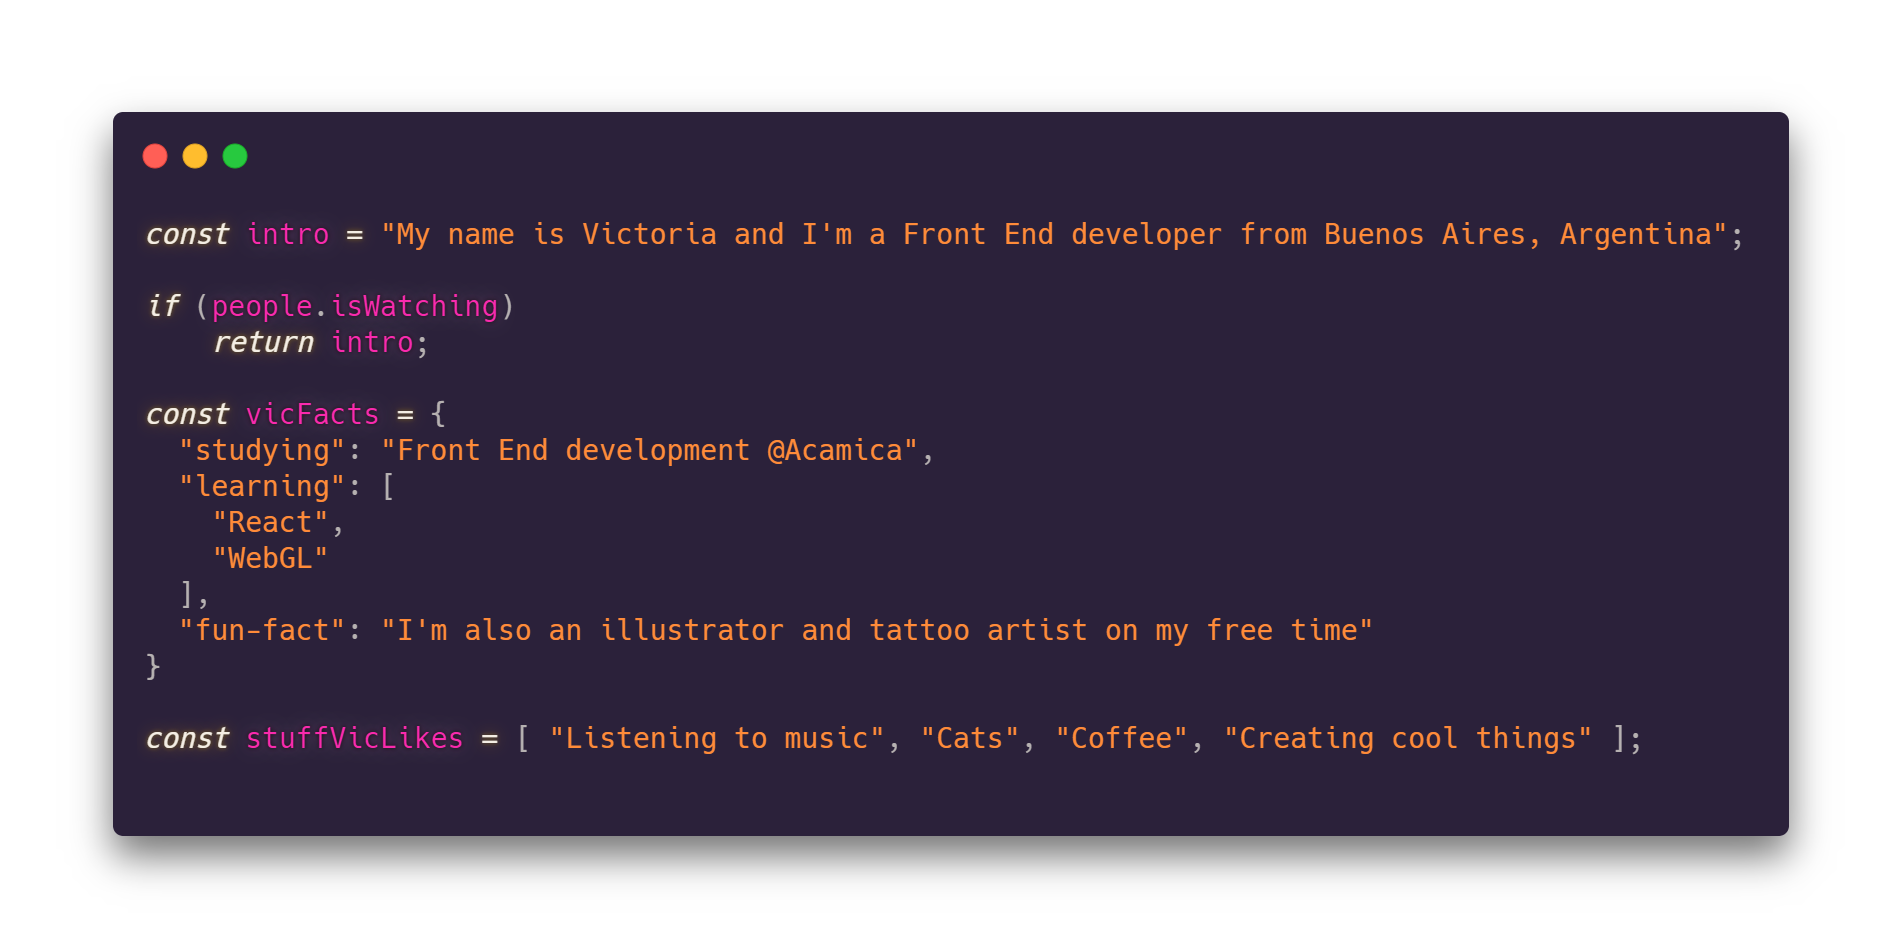 const intro = "My name is Victoria and I'm a Front End developer from Buenos Aires, Argentina";
if (people.isWatching)
    return intro;
const vicFacts = {
  "studying": "Front End development @Acamica",
  "learning": [
    "React",
    "WebGL"
  ],
  "fun-fact": "I'm also an illustrator and tattoo artist on my free time"
}
const stuffVicLikes = [ "Listening to music", "Cats", "Coffee", "Creating cool things" ];